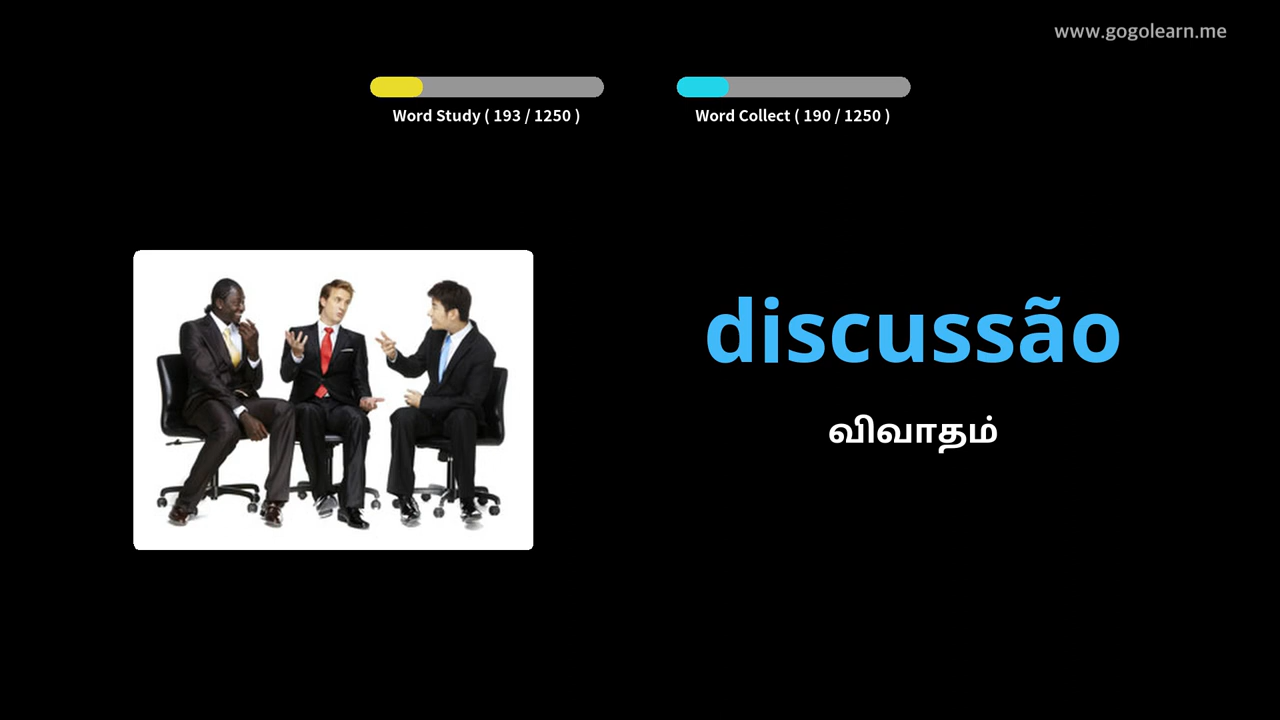 www.gogolearn.me
Word Study ( 193 / 1250 )
Word Collect ( 190 / 1250 )
discussão
விவாதம்